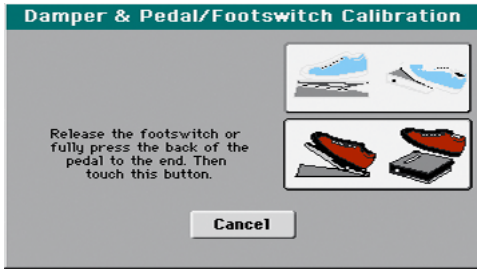 Damper & Pedal/Footswitch Calibration
Release the footswitch or
fully press the back of the
pedal to the end. Then
touch this button.
Cancel